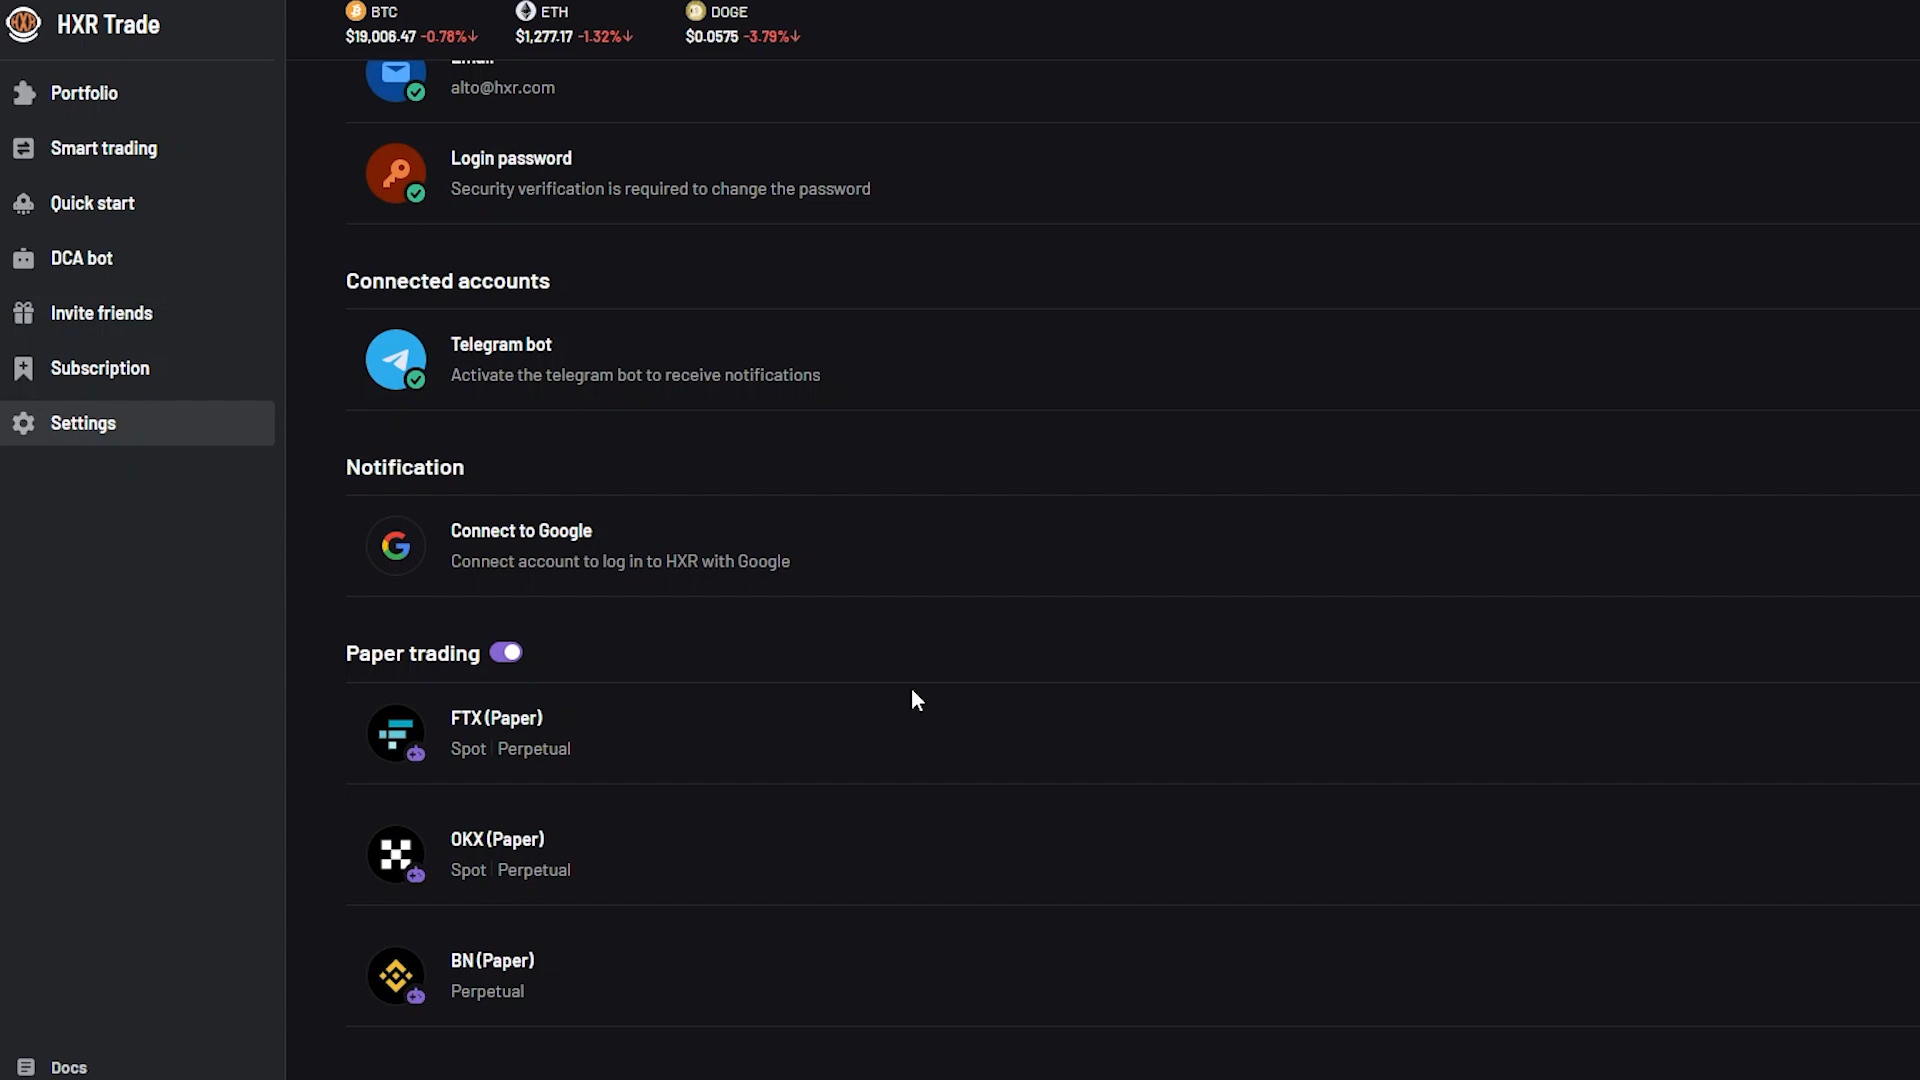 HXR Trade
BTC
$19,006.47 -0.78%↓
ETH
$1,277.17 -1.32%↓
DOGE
$0.0575 -3.79%↓
Portfolio
Smart trading
Quick start
DCA bot
Invite friends
Subscription
Settings
Docs
Email
alto@hxr.com
Login password
Security verification is required to change the password
Connected accounts
Telegram bot
Activate the telegram bot to receive notifications
Notification
Connect to Google
Connect account to log in to HXR with Google
Paper trading
FTX (Paper)
Spot | Perpetual
OKX (Paper)
Spot | Perpetual
BN (Paper)
Perpetual